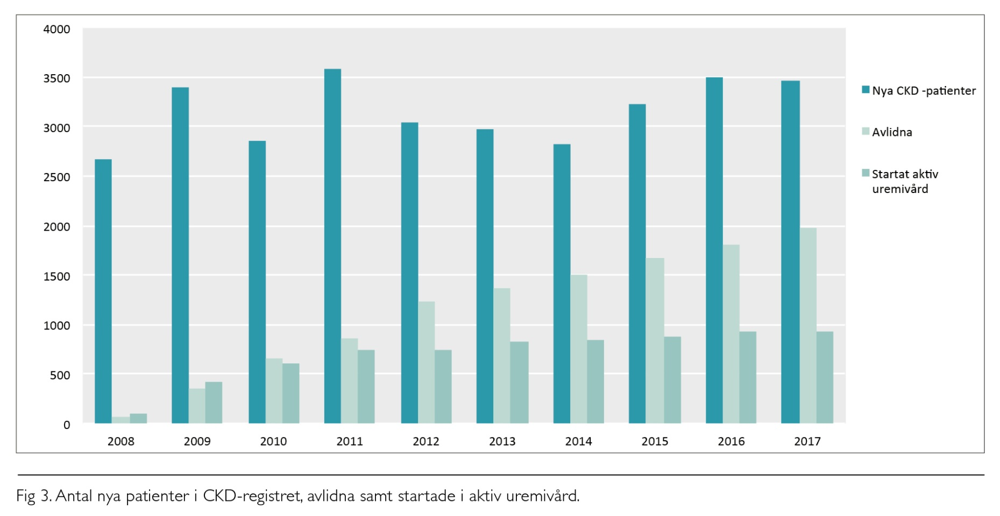 4000
3500
3000
2500
2000
1500
1000
500
0
2008 2009 2010 2011 2012 2013 2014 2015 2016 2017
Nya CKD -patienter
Avlidna
Startat aktiv
uremivård
Fig 3. Antal nya patienter i CKD-registret, avlidna samt startade i aktiv uremivård.